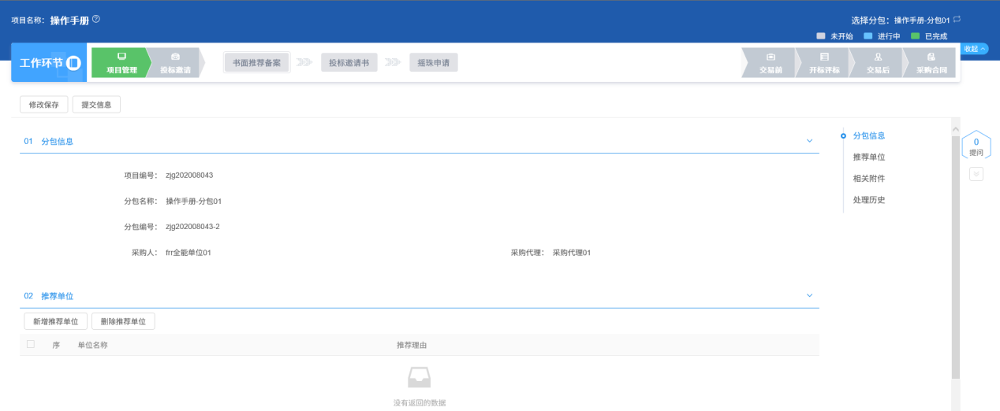 项目名称: 操作手册 ?
选择分包: 操作手册-分包01
未开始 进行中 已完成
收起
工作环节 项目管理 投标邀请 书面推荐备案 投标邀请书 摇珠申请 交易前 开标评标 交易后 采购合同
修改保存 提交信息
01 分包信息
项目编号: zjg202008043
分包名称: 操作手册-分包01
分包编号: zjg202008043-2
采购人: frr全能单位01 采购代理: 采购代理01
02 推荐单位
新增推荐单位 删除推荐单位
序 单位名称 推荐理由
没有返回的数据
分包信息
推荐单位
相关附件
处理历史
0
提问